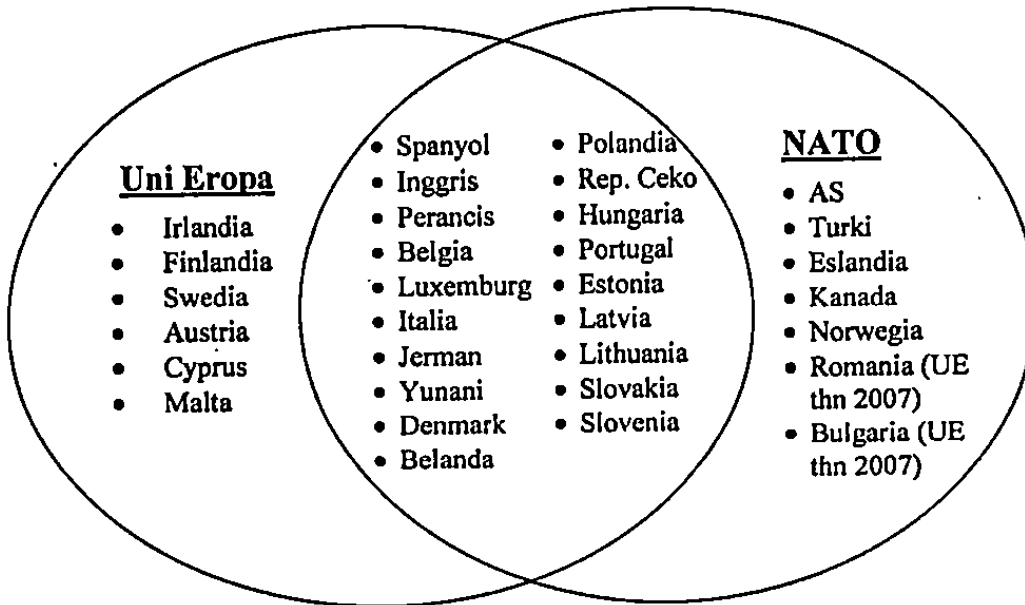 Uni Eropa
• Irlandia
• Finlandia
• Swedia
• Austria
• Cyprus
• Malta
• Spanyol
• Inggris
• Perancis
• Belgia
• Luxemburg
• Italia
• Jerman
• Yunani
• Denmark
• Belanda
• Polandia
• Rep. Ceko
• Hungaria
• Portugal
• Estonia
• Latvia
• Lithuania
• Slovakia
• Slovenia
NATO
• AS
• Turki
• Eslandia
• Kanada
• Norwegia
• Romania (UE
thn 2007)
• Bulgaria (UE
thn 2007)